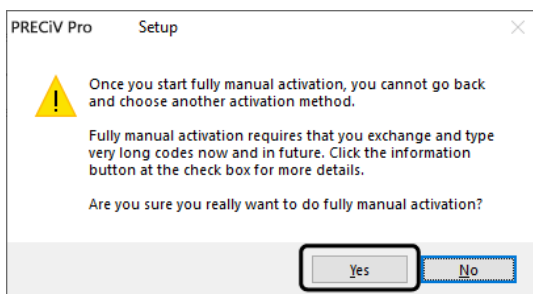 PRECiV Pro Setup
Once you start fully manual activation, you cannot go back
and choose another activation method.
Fully manual activation requires that you exchange and type
very long codes now and in future. Click the information
button at the check box for more details.
Are you sure you really want to do fully manual activation?
Yes No